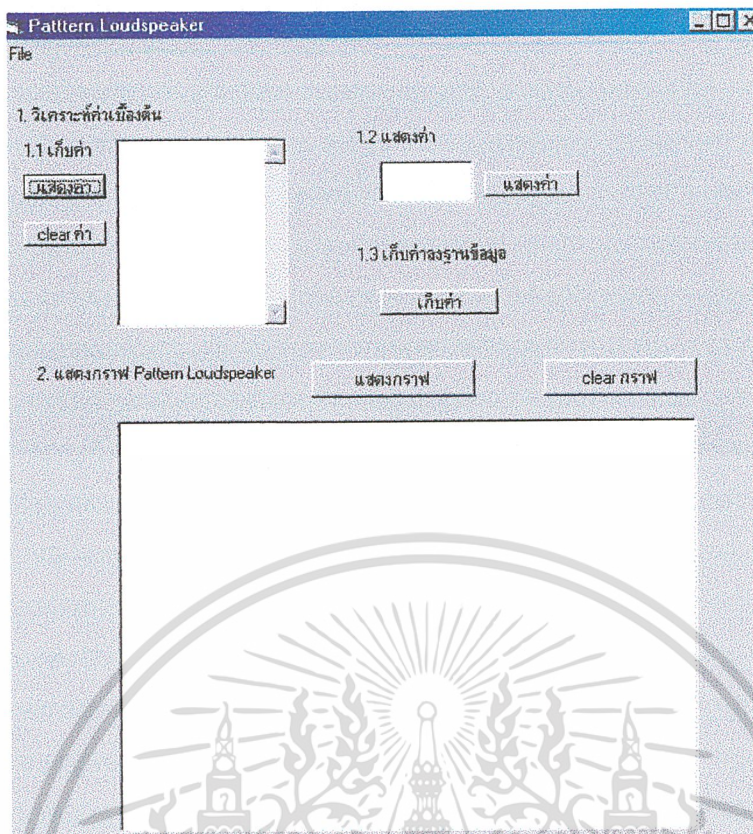 Patttern Loudspeaker
File
1. วิเคราะห์ค่าเบื้องต้น
1.1 เก็บค่า
แสดงค่า
clear ค่า
1.2 แสดงค่า
แสดงค่า
1.3 เก็บค่าลงฐานข้อมูล
เก็บค่า
2. แสดงกราฟ Pattern Loudspeaker
แสดงกราฟ
clear กราฟ